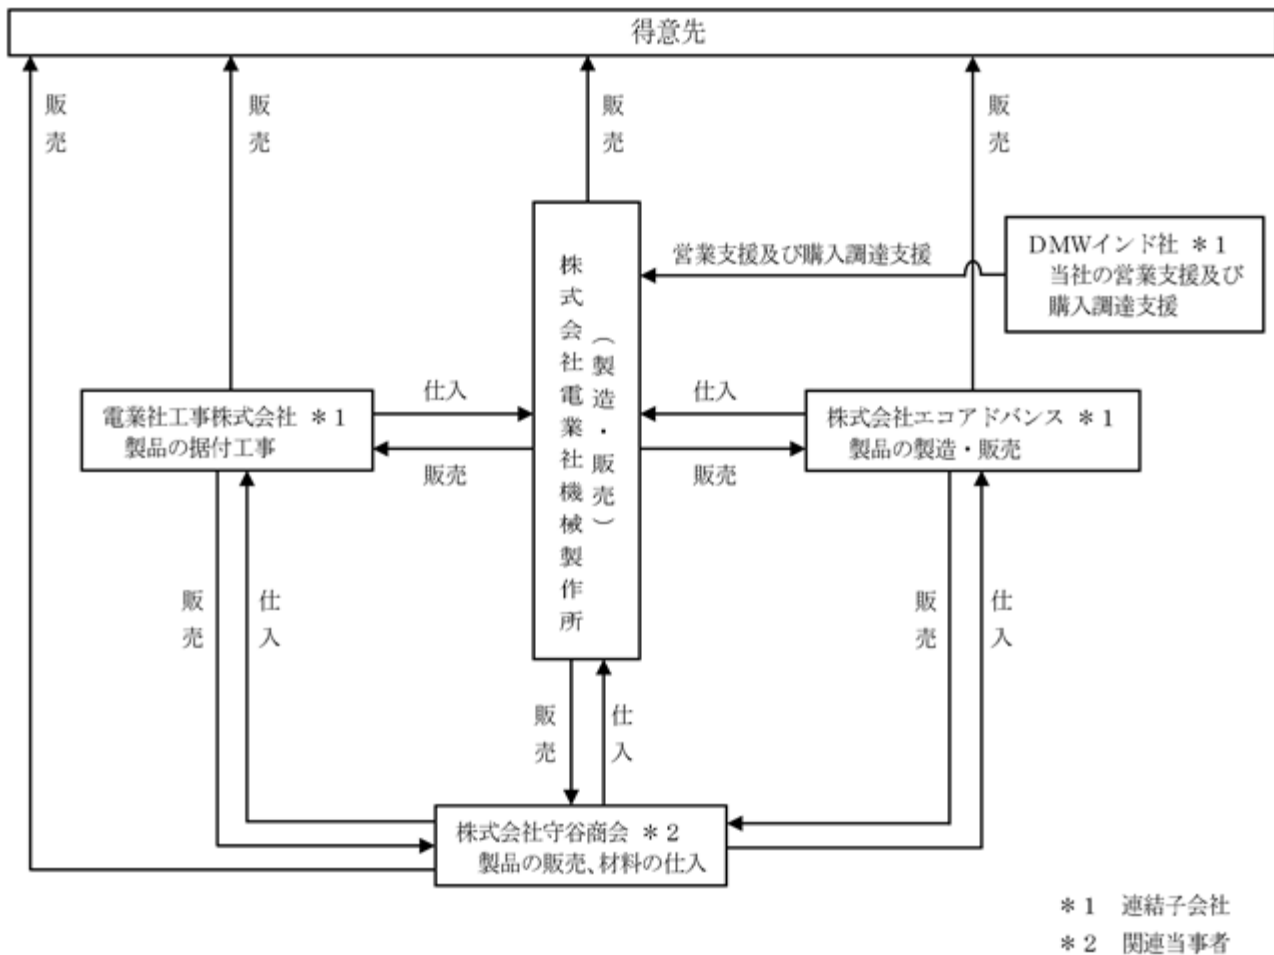 得意先
販売
販売
販売
販売
株式会社電業社機械製作所
（製造・販売）
営業支援及び購入調達支援
DMWインド社 ＊1
当社の営業支援及び
購入調達支援
電業社工事株式会社 ＊1
製品の据付工事
仕入
販売
仕入
販売
株式会社エコアドバンス ＊1
製品の製造・販売
販売
仕入
販売
仕入
販売
仕入
株式会社守谷商会 ＊2
製品の販売、材料の仕入
＊1 連結子会社
＊2 関連当事者